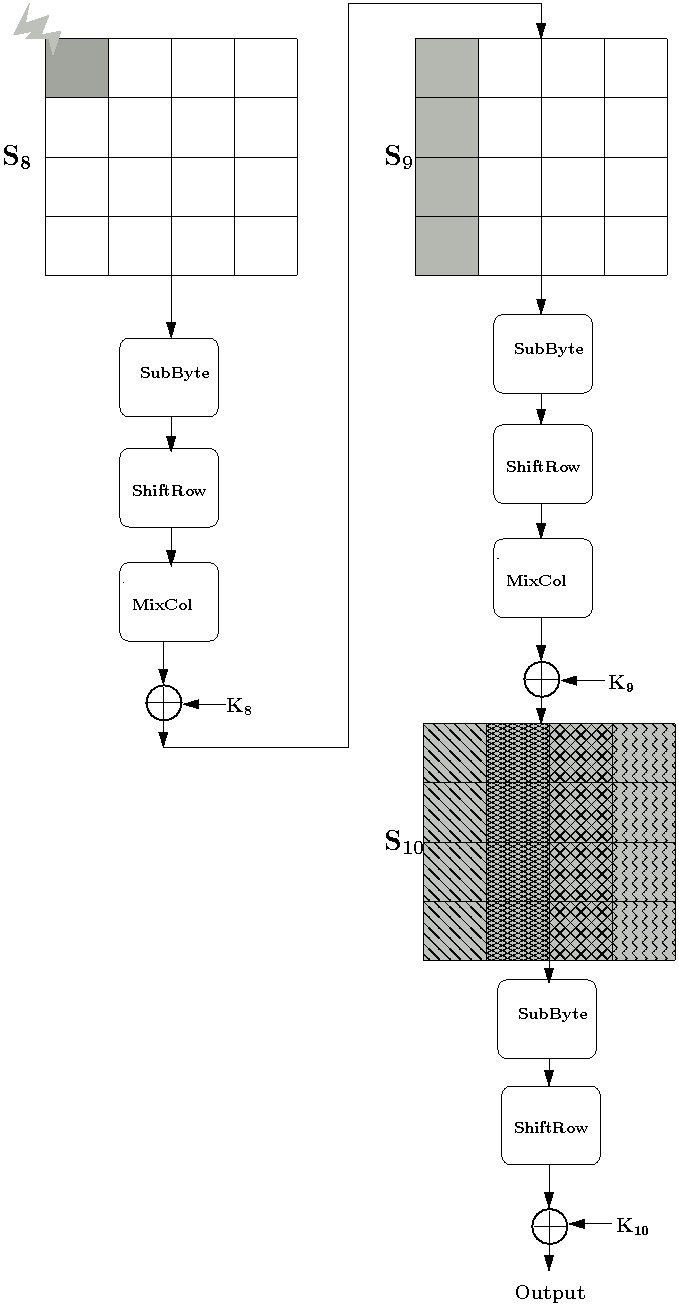 S8
SubByte
ShiftRow
MixCol
K8
S9
SubByte
ShiftRow
MixCol
K9
S10
SubByte
ShiftRow
K10
Output